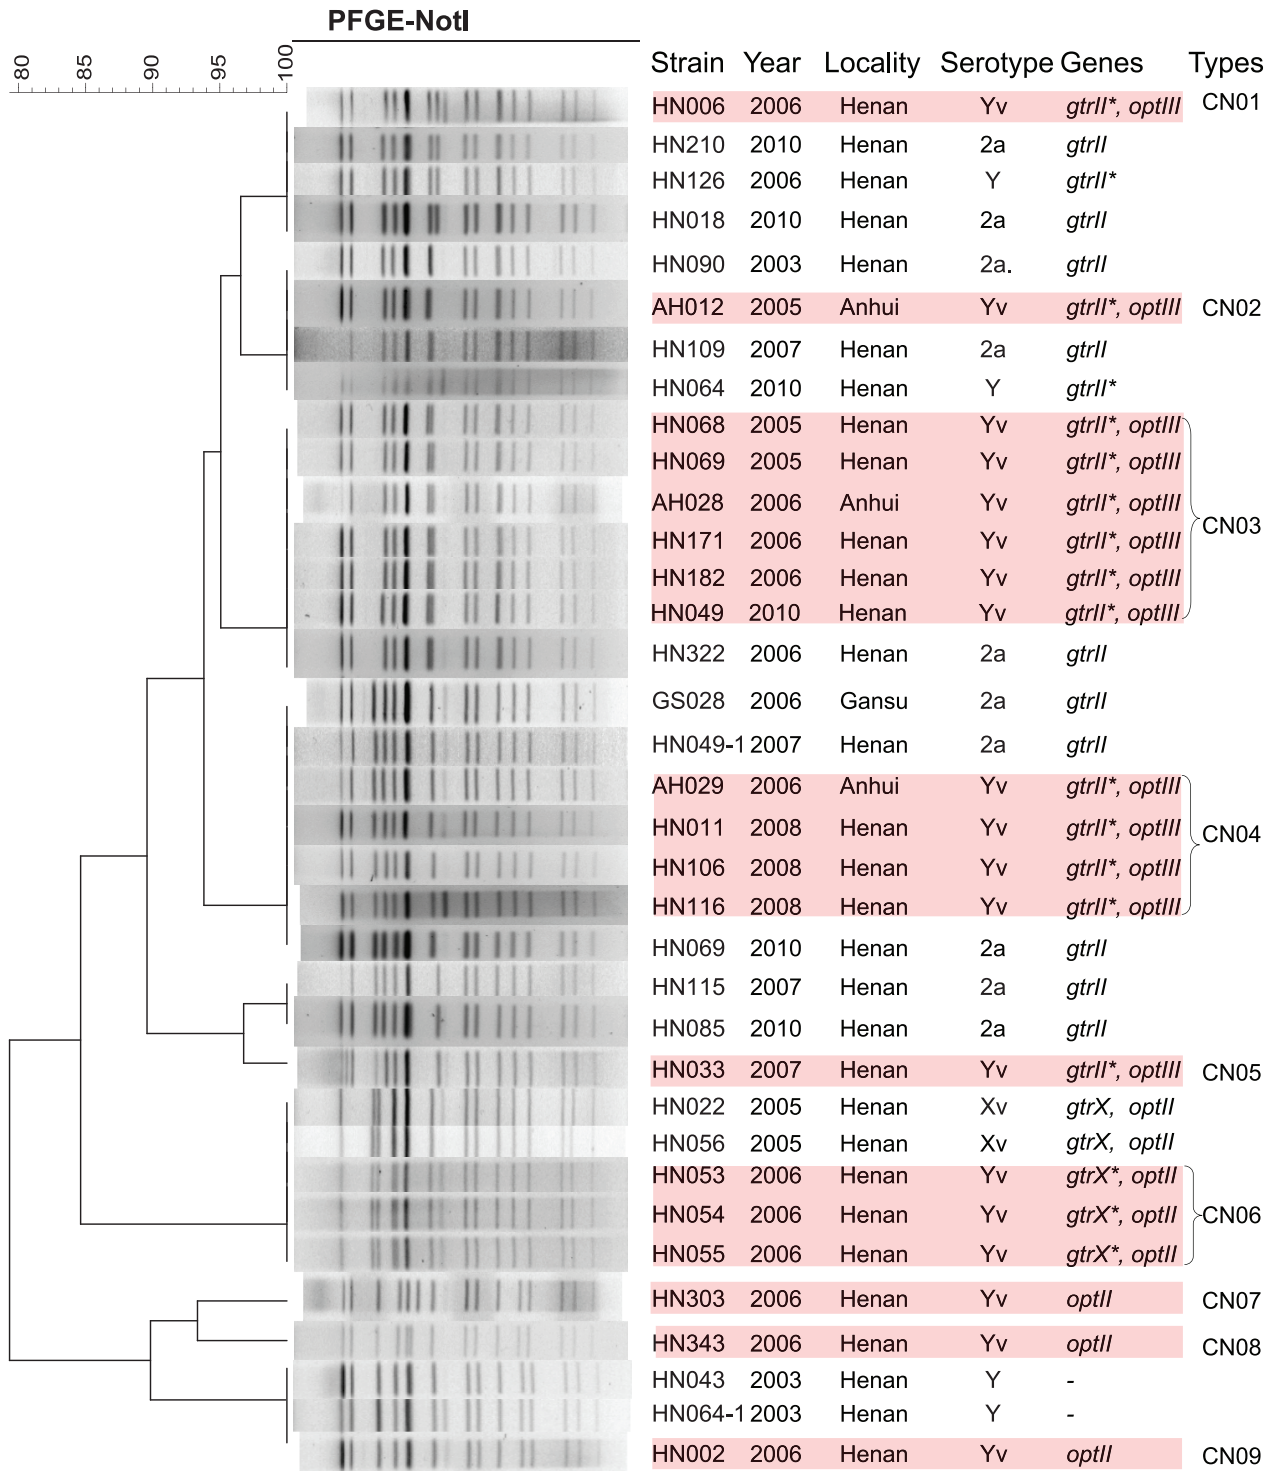 PFGE-NotI
80 85 90 95 100
Strain Year Locality Serotype Genes Types
HN006 2006 Henan Yv gtrII*, optIII CN01
HN210 2010 Henan 2a gtrII
HN126 2006 Henan Y gtrII*
HN018 2010 Henan 2a gtrII
HN090 2003 Henan 2a. gtrII
AH012 2005 Anhui Yv gtrII*, optIII CN02
HN109 2007 Henan 2a gtrII
HN064 2010 Henan Y gtrII*
HN068 2005 Henan Yv gtrII*, optIII
HN069 2005 Henan Yv gtrII*, optIII
AH028 2006 Anhui Yv gtrII*, optIII
CN03
HN171 2006 Henan Yv gtrII*, optIII
HN182 2006 Henan Yv gtrII*, optIII
HN049 2010 Henan Yv gtrII*, optIII
HN322 2006 Henan 2a gtrII
GS028 2006 Gansu 2a gtrII
HN049-1 2007 Henan 2a gtrII
AH029 2006 Anhui Yv gtrII*, optIII
HN011 2008 Henan Yv gtrII*, optIII
CN04
HN106 2008 Henan Yv gtrII*, optIII
HN116 2008 Henan Yv gtrII*, optIII
HN069 2010 Henan 2a gtrII
HN115 2007 Henan 2a gtrII
HN085 2010 Henan 2a gtrII
HN033 2007 Henan Yv gtrII*, optIII CN05
HN022 2005 Henan Xv gtrX, optII
HN056 2005 Henan Xv gtrX, optII
HN053 2006 Henan Yv gtrX*, optII
HN054 2006 Henan Yv gtrX*, optII CN06
HN055 2006 Henan Yv gtrX*, optII
HN303 2006 Henan Yv optII CN07
HN343 2006 Henan Yv optII CN08
HN043 2003 Henan Y -
HN064-1 2003 Henan Y -
HN002 2006 Henan Yv optII CN09